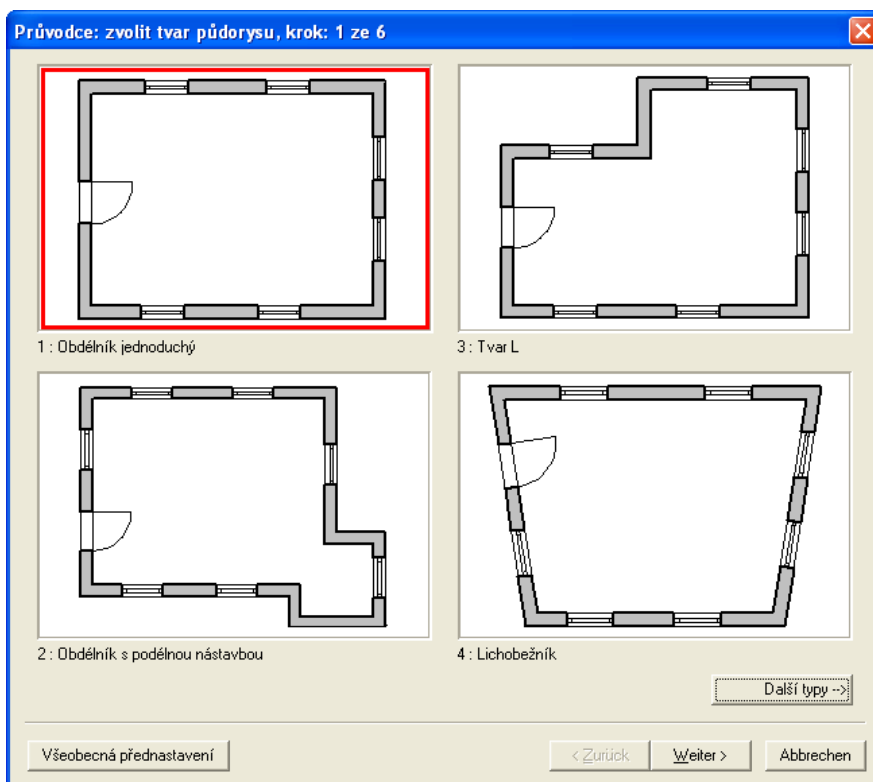 Průvodce: zvolit tvar půdorysu, krok: 1 ze 6
1 : Obdélník jednoduchý
3 : Tvar L
2 : Obdélník s podélnou nástavbou
4 : Lichobežník
Další typy -->
Všeobecná přednastavení
< Zurück
Weiter >
Abbrechen